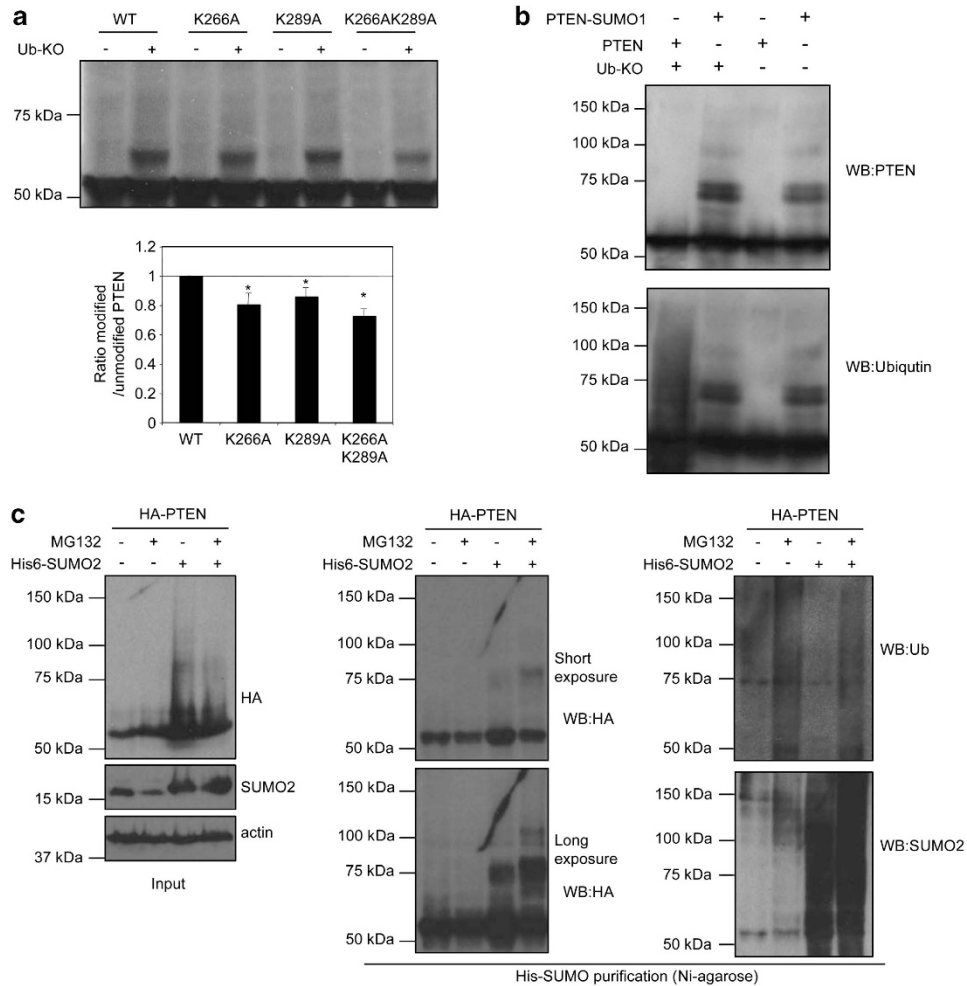 a
WT K266A K289A K266AK289A
Ub-KO - + - + - + - +
75 kDa
50 kDa
1.2
1
0.8
0.6
0.4
0.2
0
Ratio modified
/unmodified PTEN
* * *
WT K266A K289A K266A
K289A
b
PTEN-SUMO1 - + - +
PTEN + - + -
Ub-KO + + - -
150 kDa
100 kDa
75 kDa
50 kDa
WB:PTEN
150 kDa
100 kDa
75 kDa
50 kDa
WB:Ubiqutin
c
HA-PTEN
MG132 - + - +
His6-SUMO2 - - + +
150 kDa
100 kDa
75 kDa
50 kDa
HA
15 kDa
SUMO2
37 kDa
actin
Input
HA-PTEN
MG132 - + - +
His6-SUMO2 - - + +
150 kDa
100 kDa
75 kDa
50 kDa
Short
exposure
WB:HA
100 kDa
75 kDa
50 kDa
Long
exposure
WB:HA
HA-PTEN
MG132 - + - +
His6-SUMO2 - - + +
150 kDa
100 kDa
75 kDa
50 kDa
WB:Ub
150 kDa
100 kDa
75 kDa
50 kDa
WB:SUMO2
His-SUMO purification (Ni-agarose)